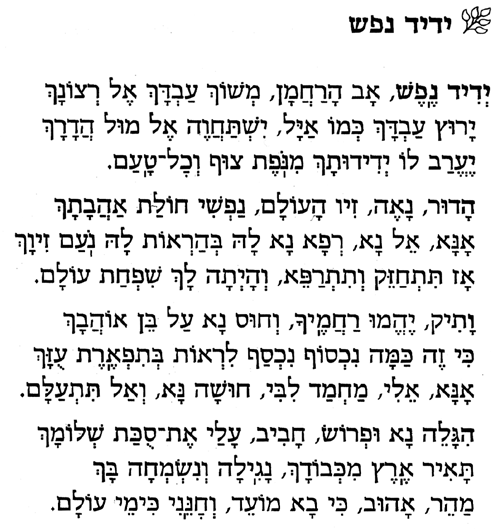 ידיד נפש
יְדִיד נֶפֶשׁ, אָב הָרַחֲמָן, מְשׁוֹךְ עַבְדָּךְ אֶל רְצוֹנָךְ
יָרוּץ עַבְדָּךְ כְּמוֹ אַיָּל, יִשְׁתַּחֲוֶה אֶל מוּל הֲדָרָךְ
יֶעֱרַב לוֹ יְדִידוּתָךְ מִנֹּפֶת צוּף וְכָל־טָעַם.
הָדוּר, נָאֶה, זִיו הָעוֹלָם, נַפְשִׁי חוֹלַת אַהֲבָתָךְ
אָנָּא, אֵל נָא, רְפָא נָא לָהּ בְּהַרְאוֹת לָהּ נֹעַם זִיוָךְ
אָז תִּתְחַזֵּק וְתִתְרַפֵּא, וְהָיְתָה לָךְ שִׁפְחַת עוֹלָם.
וָתִיק, יֶהֱמוּ רַחֲמֶיךָ, וְחוּס נָא עַל בֵּן אוֹהֲבָךְ
כִּי זֶה כַּמָּה נִכְסוֹף נִכְסַף לִרְאוֹת בְּתִפְאֶרֶת עֻזָּךְ
אָנָּא, אֵלִי, מַחְמַד לִבִּי, חוּשָׁה נָּא, וְאַל תִּתְעַלָּם.
הִגָּלֵה נָא וּפְרוֹשׂ, חָבִיב, עָלַי אֶת־סֻכַּת שְׁלוֹמָךְ
תָּאִיר אֶרֶץ מִכְּבוֹדָךְ, נָגִילָה וְנִשְׂמְחָה בָּךְ
מַהֵר, אָהוּב, כִּי בָא מוֹעֵד, וְחָנֵּנִי כִּימֵי עוֹלָם.